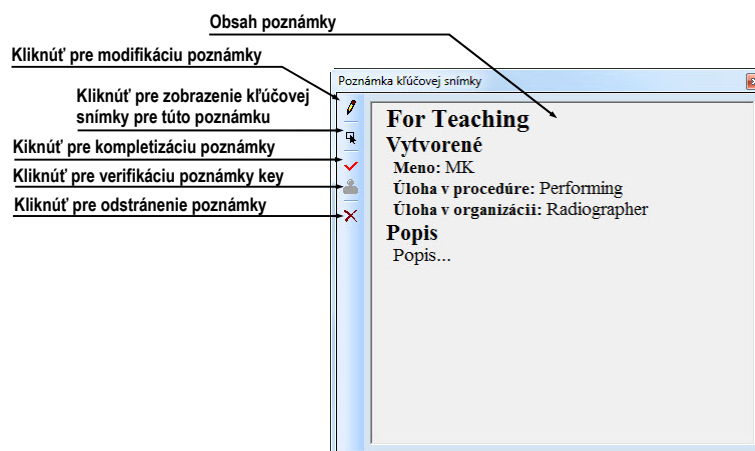 Obsah poznámky
Kliknúť pre modifikáciu poznámky
Kliknúť pre zobrazenie kľúčovej
snímky pre túto poznámku
Kiknúť pre kompletizáciu poznámky
Kliknúť pre verifikáciu poznámky key
Kliknúť pre odstránenie poznámky
Poznámka kľúčovej snímky
For Teaching
Vytvorené
Meno: MK
Úloha v procedúre: Performing
Úloha v organizácii: Radiographer
Popis
Popis...